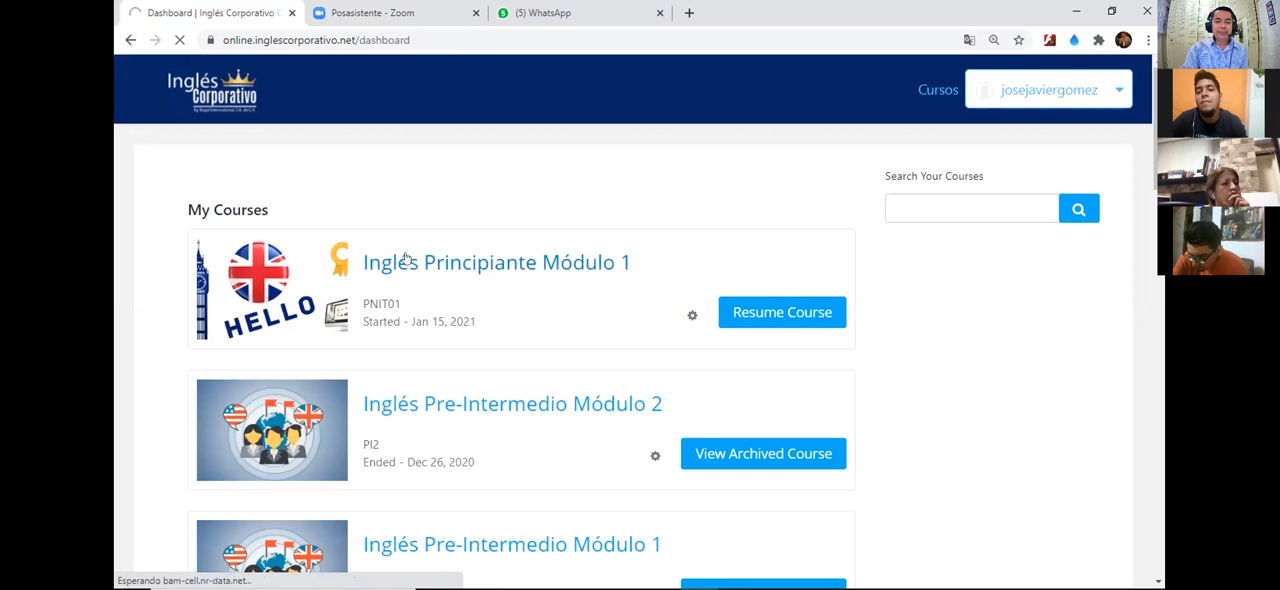 Dashboard | Inglés Corporativo
Posasistente - Zoom
(5) WhatsApp
online.inglescorporativo.net/dashboard
Inglés
Corporativo
Cursos
josejaviergomez
Search Your Courses
My Courses
HELLO
Inglés Principiante Módulo 1
PNIT01
Started - Jan 15, 2021
Resume Course
Inglés Pre-Intermedio Módulo 2
PI2
Ended - Dec 26, 2020
View Archived Course
Inglés Pre-Intermedio Módulo 1
Esperando bam-cell.nr-data.net...